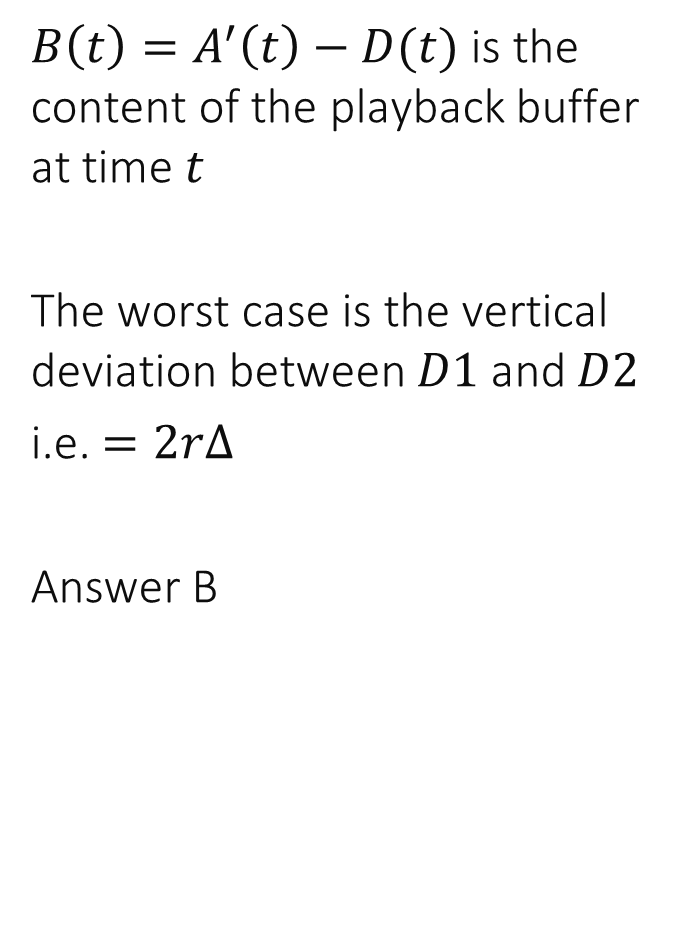 B(t) = A′(t) − D(t) is the
content of the playback buffer
at time t
The worst case is the vertical
deviation between D1 and D2
i.e. = 2rΔ
Answer B